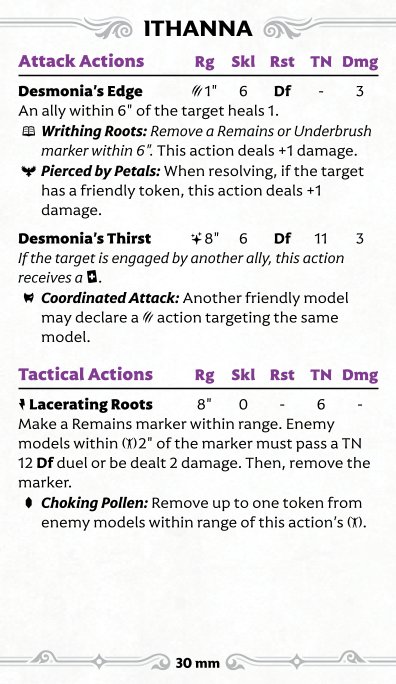 ITHANNA
Attack Actions Rg Skl Rst TN Dmg
Desmonia's Edge 1" 6 Df - 3
An ally within 6" of the target heals 1.
Writhing Roots: Remove a Remains or Underbrush
marker within 6". This action deals +1 damage.
Pierced by Petals: When resolving, if the target
has a friendly token, this action deals +1
damage.
Desmonia's Thirst 8" 6 Df 11 3
If the target is engaged by another ally, this action
receives a +.
Coordinated Attack: Another friendly model
may declare a action targeting the same
model.
Tactical Actions Rg Skl Rst TN Dmg
Lacerating Roots 8" 0 - 6 -
Make a Remains marker within range. Enemy
models within 2" of the marker must pass a TN
12 Df duel or be dealt 2 damage. Then, remove the
marker.
Choking Pollen: Remove up to one token from
enemy models within range of this action's .
30 mm